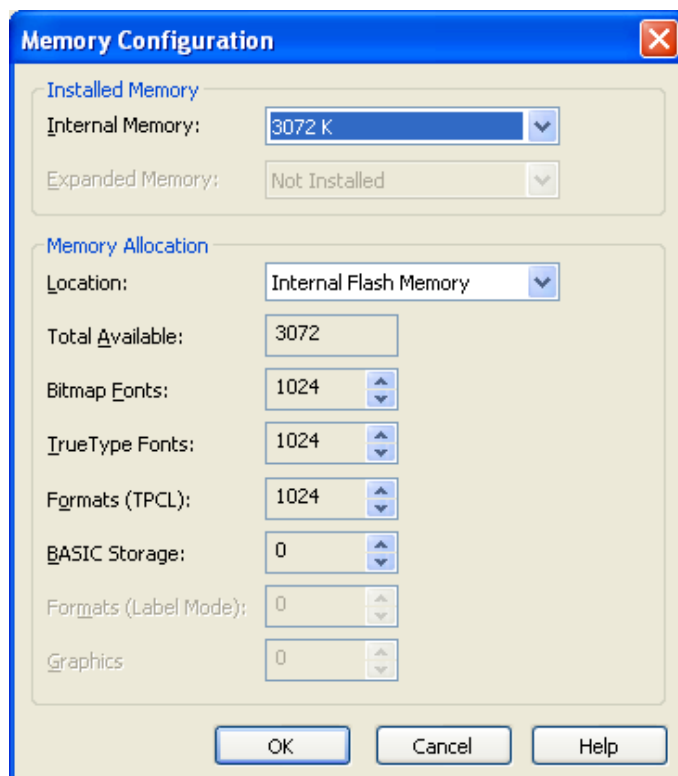 Memory Configuration
Installed Memory
Internal Memory: 3072 K
Expanded Memory: Not Installed
Memory Allocation
Location: Internal Flash Memory
Total Available: 3072
Bitmap Fonts: 1024
TrueType Fonts: 1024
Formats (TPCL): 1024
BASIC Storage: 0
Formats (Label Mode): 0
Graphics 0
OK Cancel Help